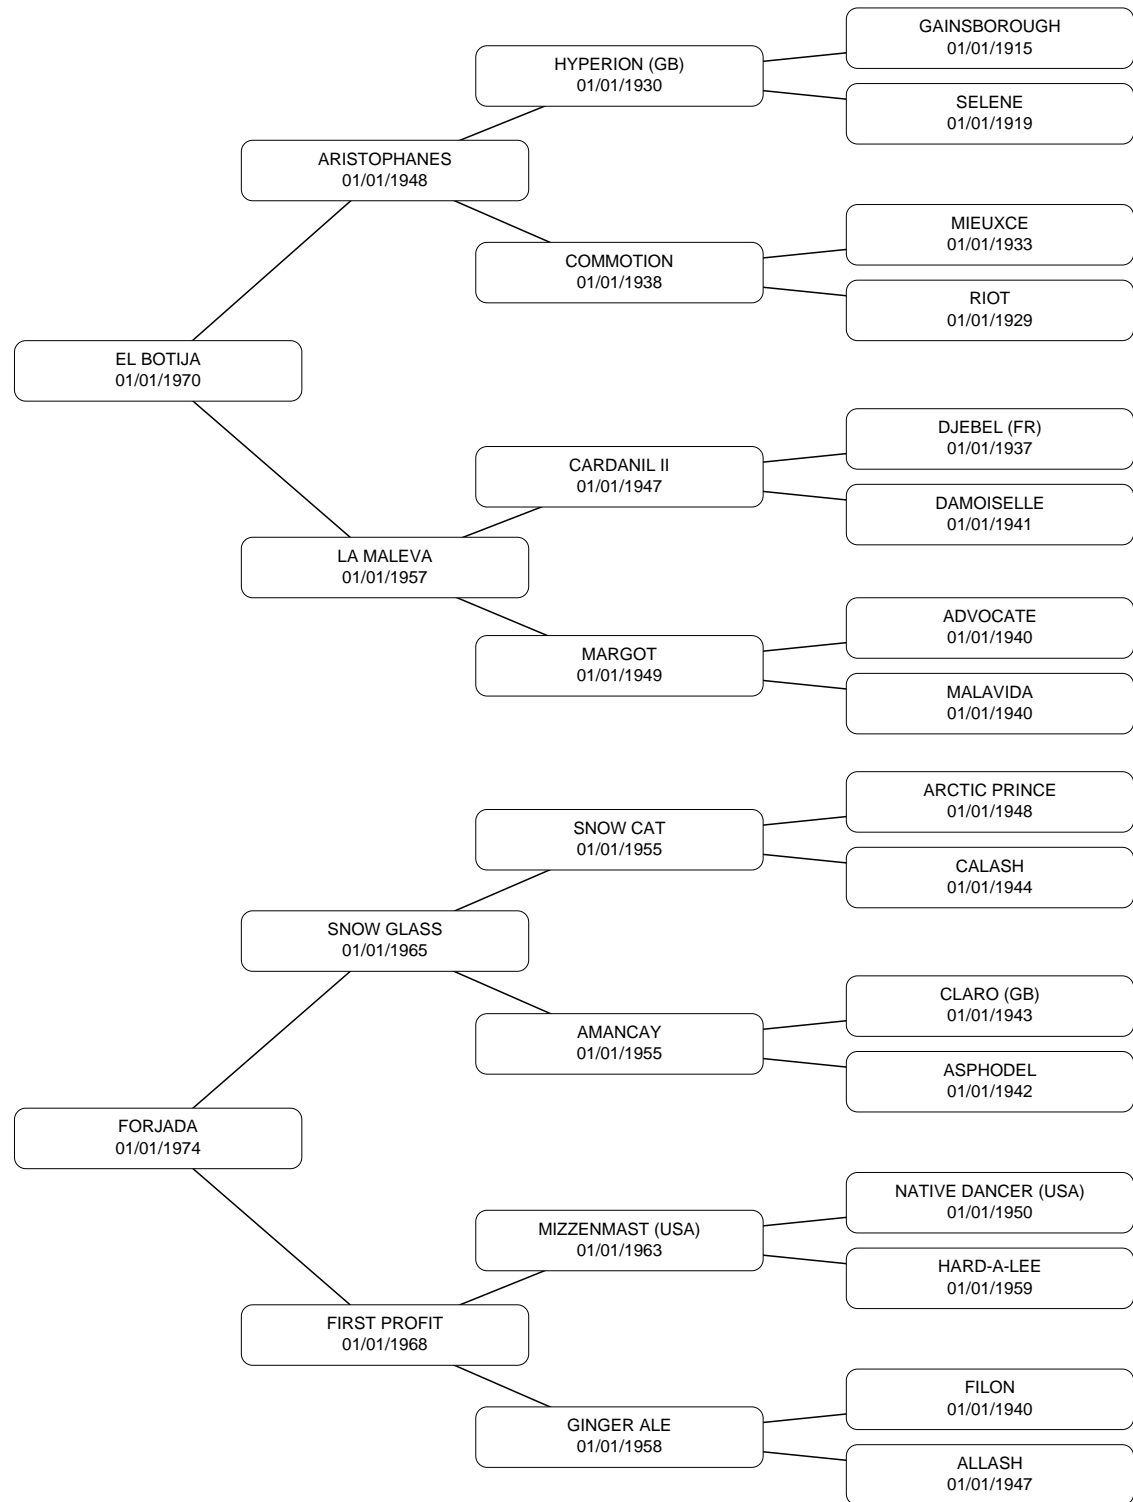 GAINSBOROUGH
01/01/1915
HYPERION (GB)
01/01/1930
SELENE
01/01/1919
ARISTOPHANES
01/01/1948
MIEUXCE
01/01/1933
COMMOTION
01/01/1938
RIOT
01/01/1929
EL BOTIJA
01/01/1970
DJEBEL (FR)
01/01/1937
CARDANIL II
01/01/1947
DAMOISELLE
01/01/1941
LA MALEVA
01/01/1957
ADVOCATE
01/01/1940
MARGOT
01/01/1949
MALAVIDA
01/01/1940
ARCTIC PRINCE
01/01/1948
SNOW CAT
01/01/1955
CALASH
01/01/1944
SNOW GLASS
01/01/1965
CLARO (GB)
01/01/1943
AMANCAY
01/01/1955
ASPHODEL
01/01/1942
FORJADA
01/01/1974
NATIVE DANCER (USA)
01/01/1950
MIZZENMAST (USA)
01/01/1963
HARD-A-LEE
01/01/1959
FIRST PROFIT
01/01/1968
FILON
01/01/1940
GINGER ALE
01/01/1958
ALLASH
01/01/1947